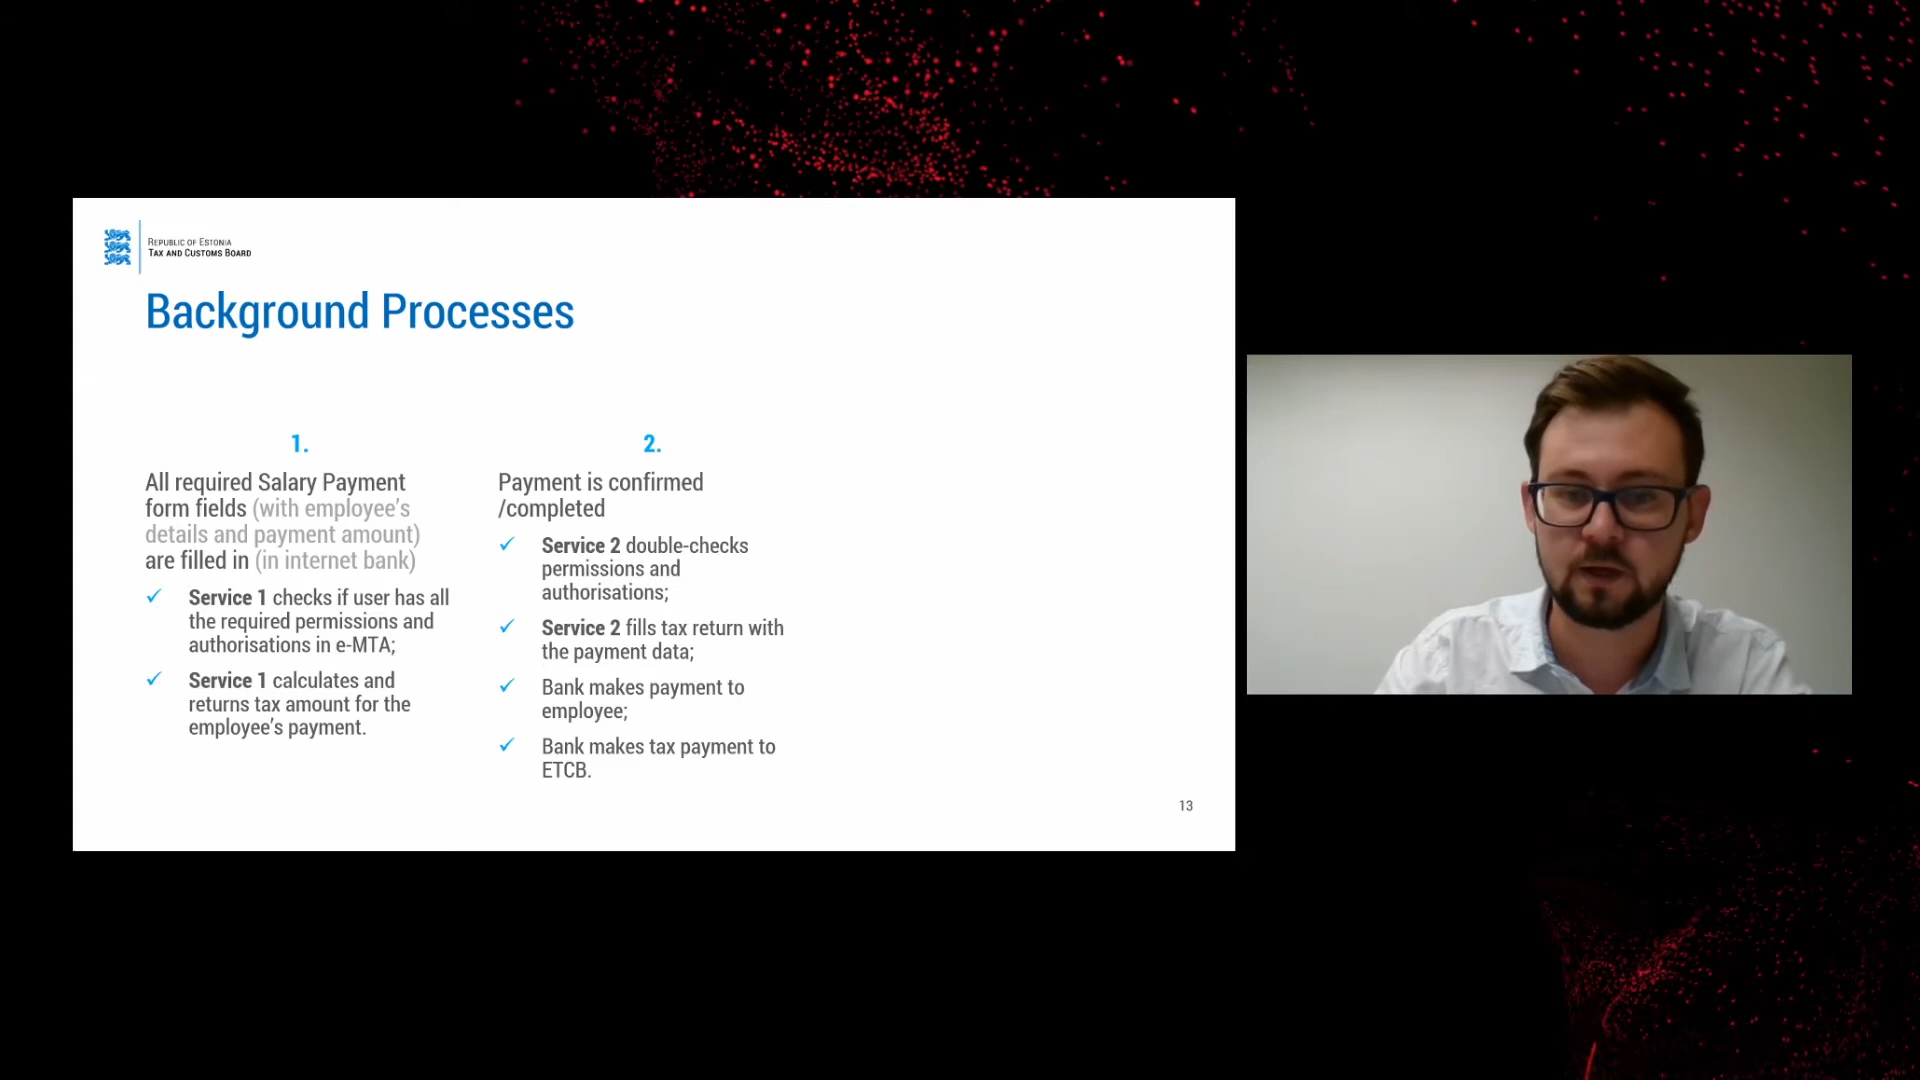 REPUBLIC OF ESTONIA
TAX AND CUSTOMS BOARD
Background Processes
1.
All required Salary Payment
form fields (with employee's
details and payment amount)
are filled in (in internet bank)
✓ Service 1 checks if user has all
the required permissions and
authorisations in e-MTA;
✓ Service 1 calculates and
returns tax amount for the
employee's payment.
2.
Payment is confirmed
/completed
✓ Service 2 double-checks
permissions and
authorisations;
✓ Service 2 fills tax return with
the payment data;
✓ Bank makes payment to
employee;
✓ Bank makes tax payment to
ETCB.
13